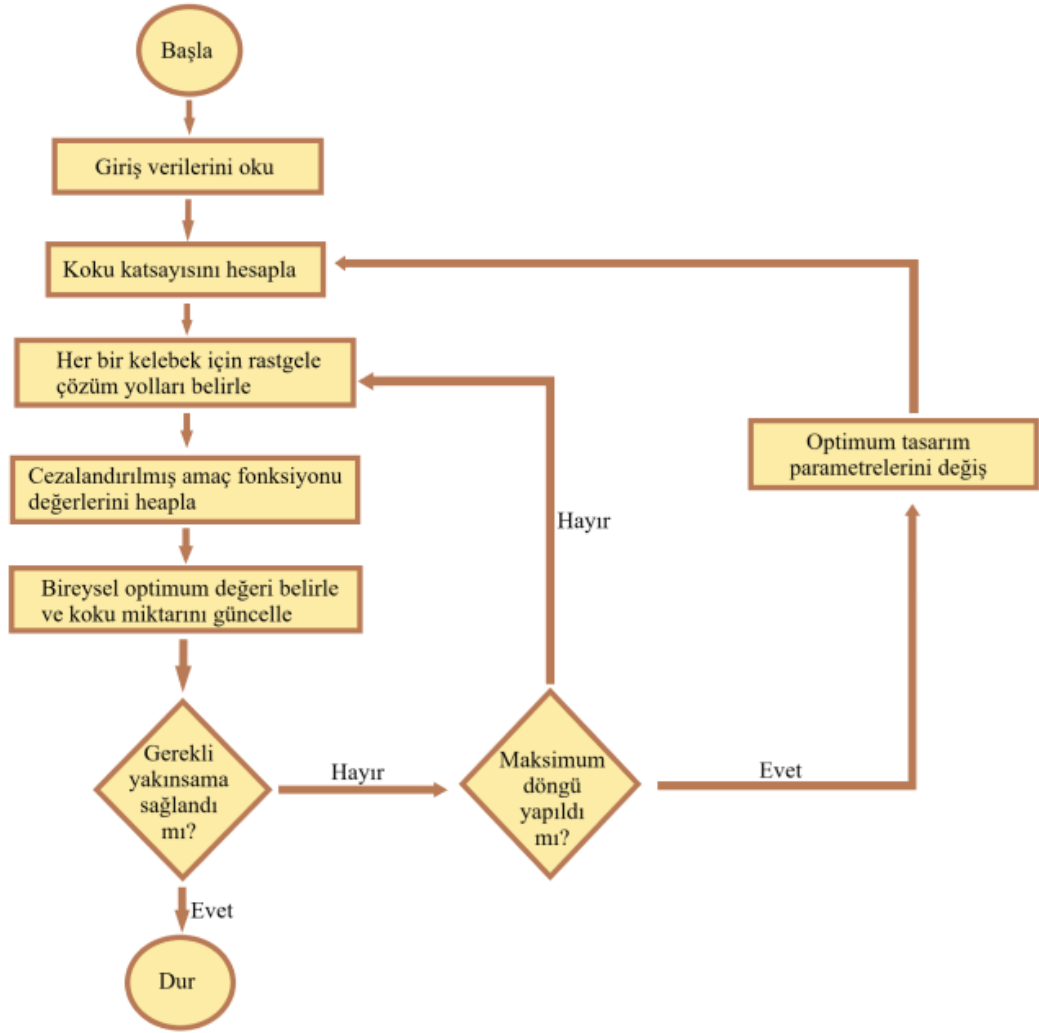 Başla
Giriş verilerini oku
Koku katsayısını hesapla
Her bir kelebek için rastgele
çözüm yolları belirle
Cezalandırılmış amaç fonksiyonu
değerlerini heapla
Bireysel optimum değeri belirle
ve koku miktarını güncelle
Gerekli
yakınsama
sağlandı
mı?
Hayır
Evet
Dur
Maksimum
döngü
yapıldı
mı?
Hayır
Evet
Optimum tasarım
parametrelerini değiş